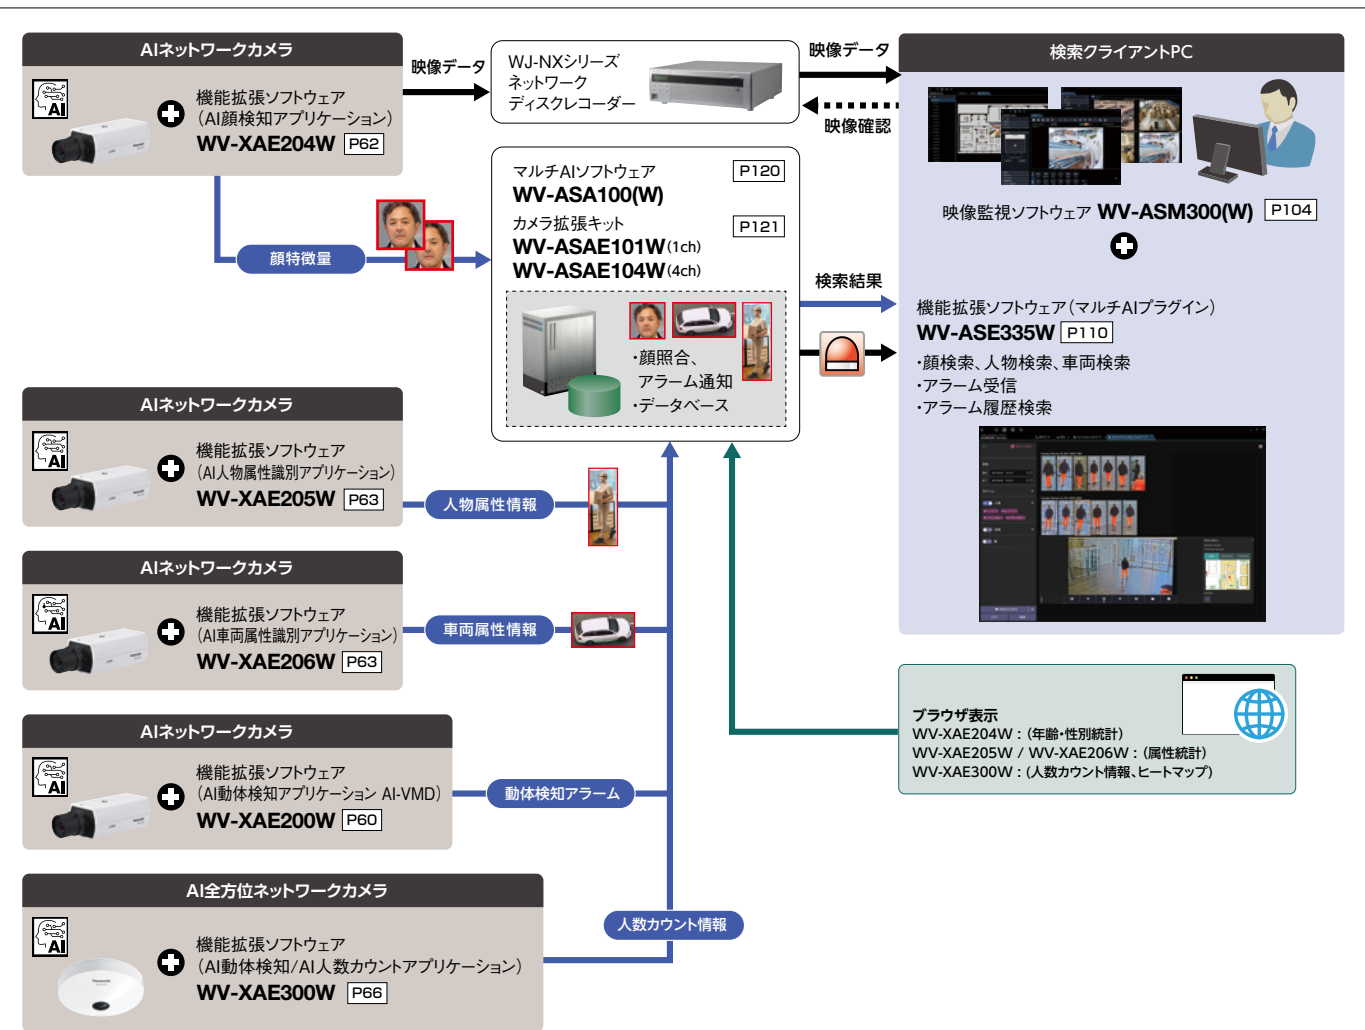 AIネットワークカメラ
AI
機能拡張ソフトウェア
（AI顔検知アプリケーション）
WV-XAE204W P62
映像データ
WJ-NXシリーズ
ネットワーク
ディスクレコーダー
映像データ
映像確認
検索クライアントPC
映像監視ソフトウェア WV-ASM300(W) P104
顔特徴量
マルチAIソフトウェア P120
WV-ASA100(W)
カメラ拡張キット P121
WV-ASAE101W(1ch)
WV-ASAE104W(4ch)
・顔照合、
アラーム通知
・データベース
検索結果
機能拡張ソフトウェア（マルチAIプラグイン）
WV-ASE335W P110
・顔検索、人物検索、車両検索
・アラーム受信
・アラーム履歴検索
AIネットワークカメラ
AI
機能拡張ソフトウェア
（AI人物属性識別アプリケーション）
WV-XAE205W P63
人物属性情報
AIネットワークカメラ
AI
機能拡張ソフトウェア
（AI車両属性識別アプリケーション）
WV-XAE206W P63
車両属性情報
AIネットワークカメラ
AI
機能拡張ソフトウェア
（AI動体検知アプリケーション AI-VMD）
WV-XAE200W P60
動体検知アラーム
AI全方位ネットワークカメラ
AI
機能拡張ソフトウェア
（AI動体検知/AI人数カウントアプリケーション）
WV-XAE300W P66
人数カウント情報
ブラウザ表示
WV-XAE204W：（年齢・性別統計）
WV-XAE205W / WV-XAE206W：（属性統計）
WV-XAE300W：（人数カウント情報、ヒートマップ）